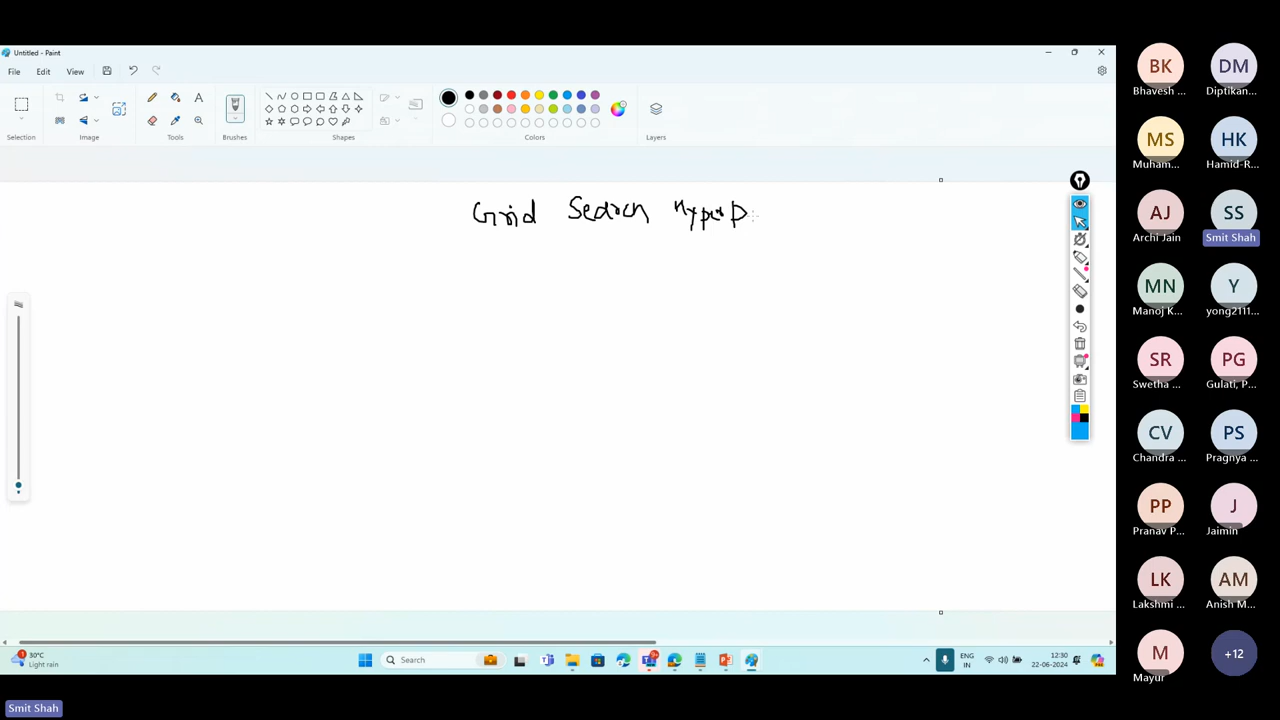 Untitled - Paint
File Edit View
Selection Image Tools Brushes Shapes Colors Layers
Grid Search HyperP
BK DM
Bhavesh ... Diptikan...
MS HK
Muham... Hamid-R...
AJ SS
Archi Jain Smit Shah
MN Y
Manoj K... yong2111...
SR PG
Swetha ... Gulati, P...
CV PS
Chandra ... Pragnya ...
PP J
Pranav P... Jaimin
LK AM
Lakshmi ... Anish M...
M +12
Mayur
30°C
Light rain
Search
ENG
IN
12:30
22-06-2024
Smit Shah